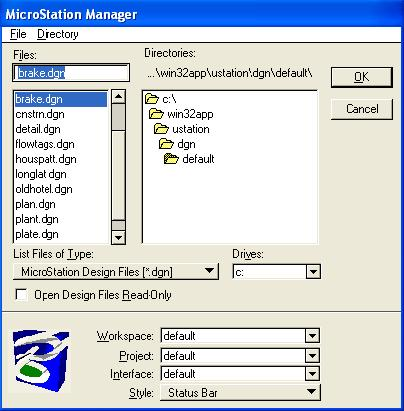 MicroStation Manager
File Directory
Files:
Directories:
brake.dgn
...\win32app\ustation\dgn\default\
OK
Cancel
brake.dgn
cnstrn.dgn
detail.dgn
flowtags.dgn
houspatt.dgn
longlat.dgn
oldhotel.dgn
plan.dgn
plant.dgn
plate.dgn
c:\
win32app
ustation
dgn
default
List Files of Type:
Drives:
MicroStation Design Files [*.dgn]
c:
Open Design Files Read-Only
Workspace: default
Project: default
Interface: default
Style: Status Bar